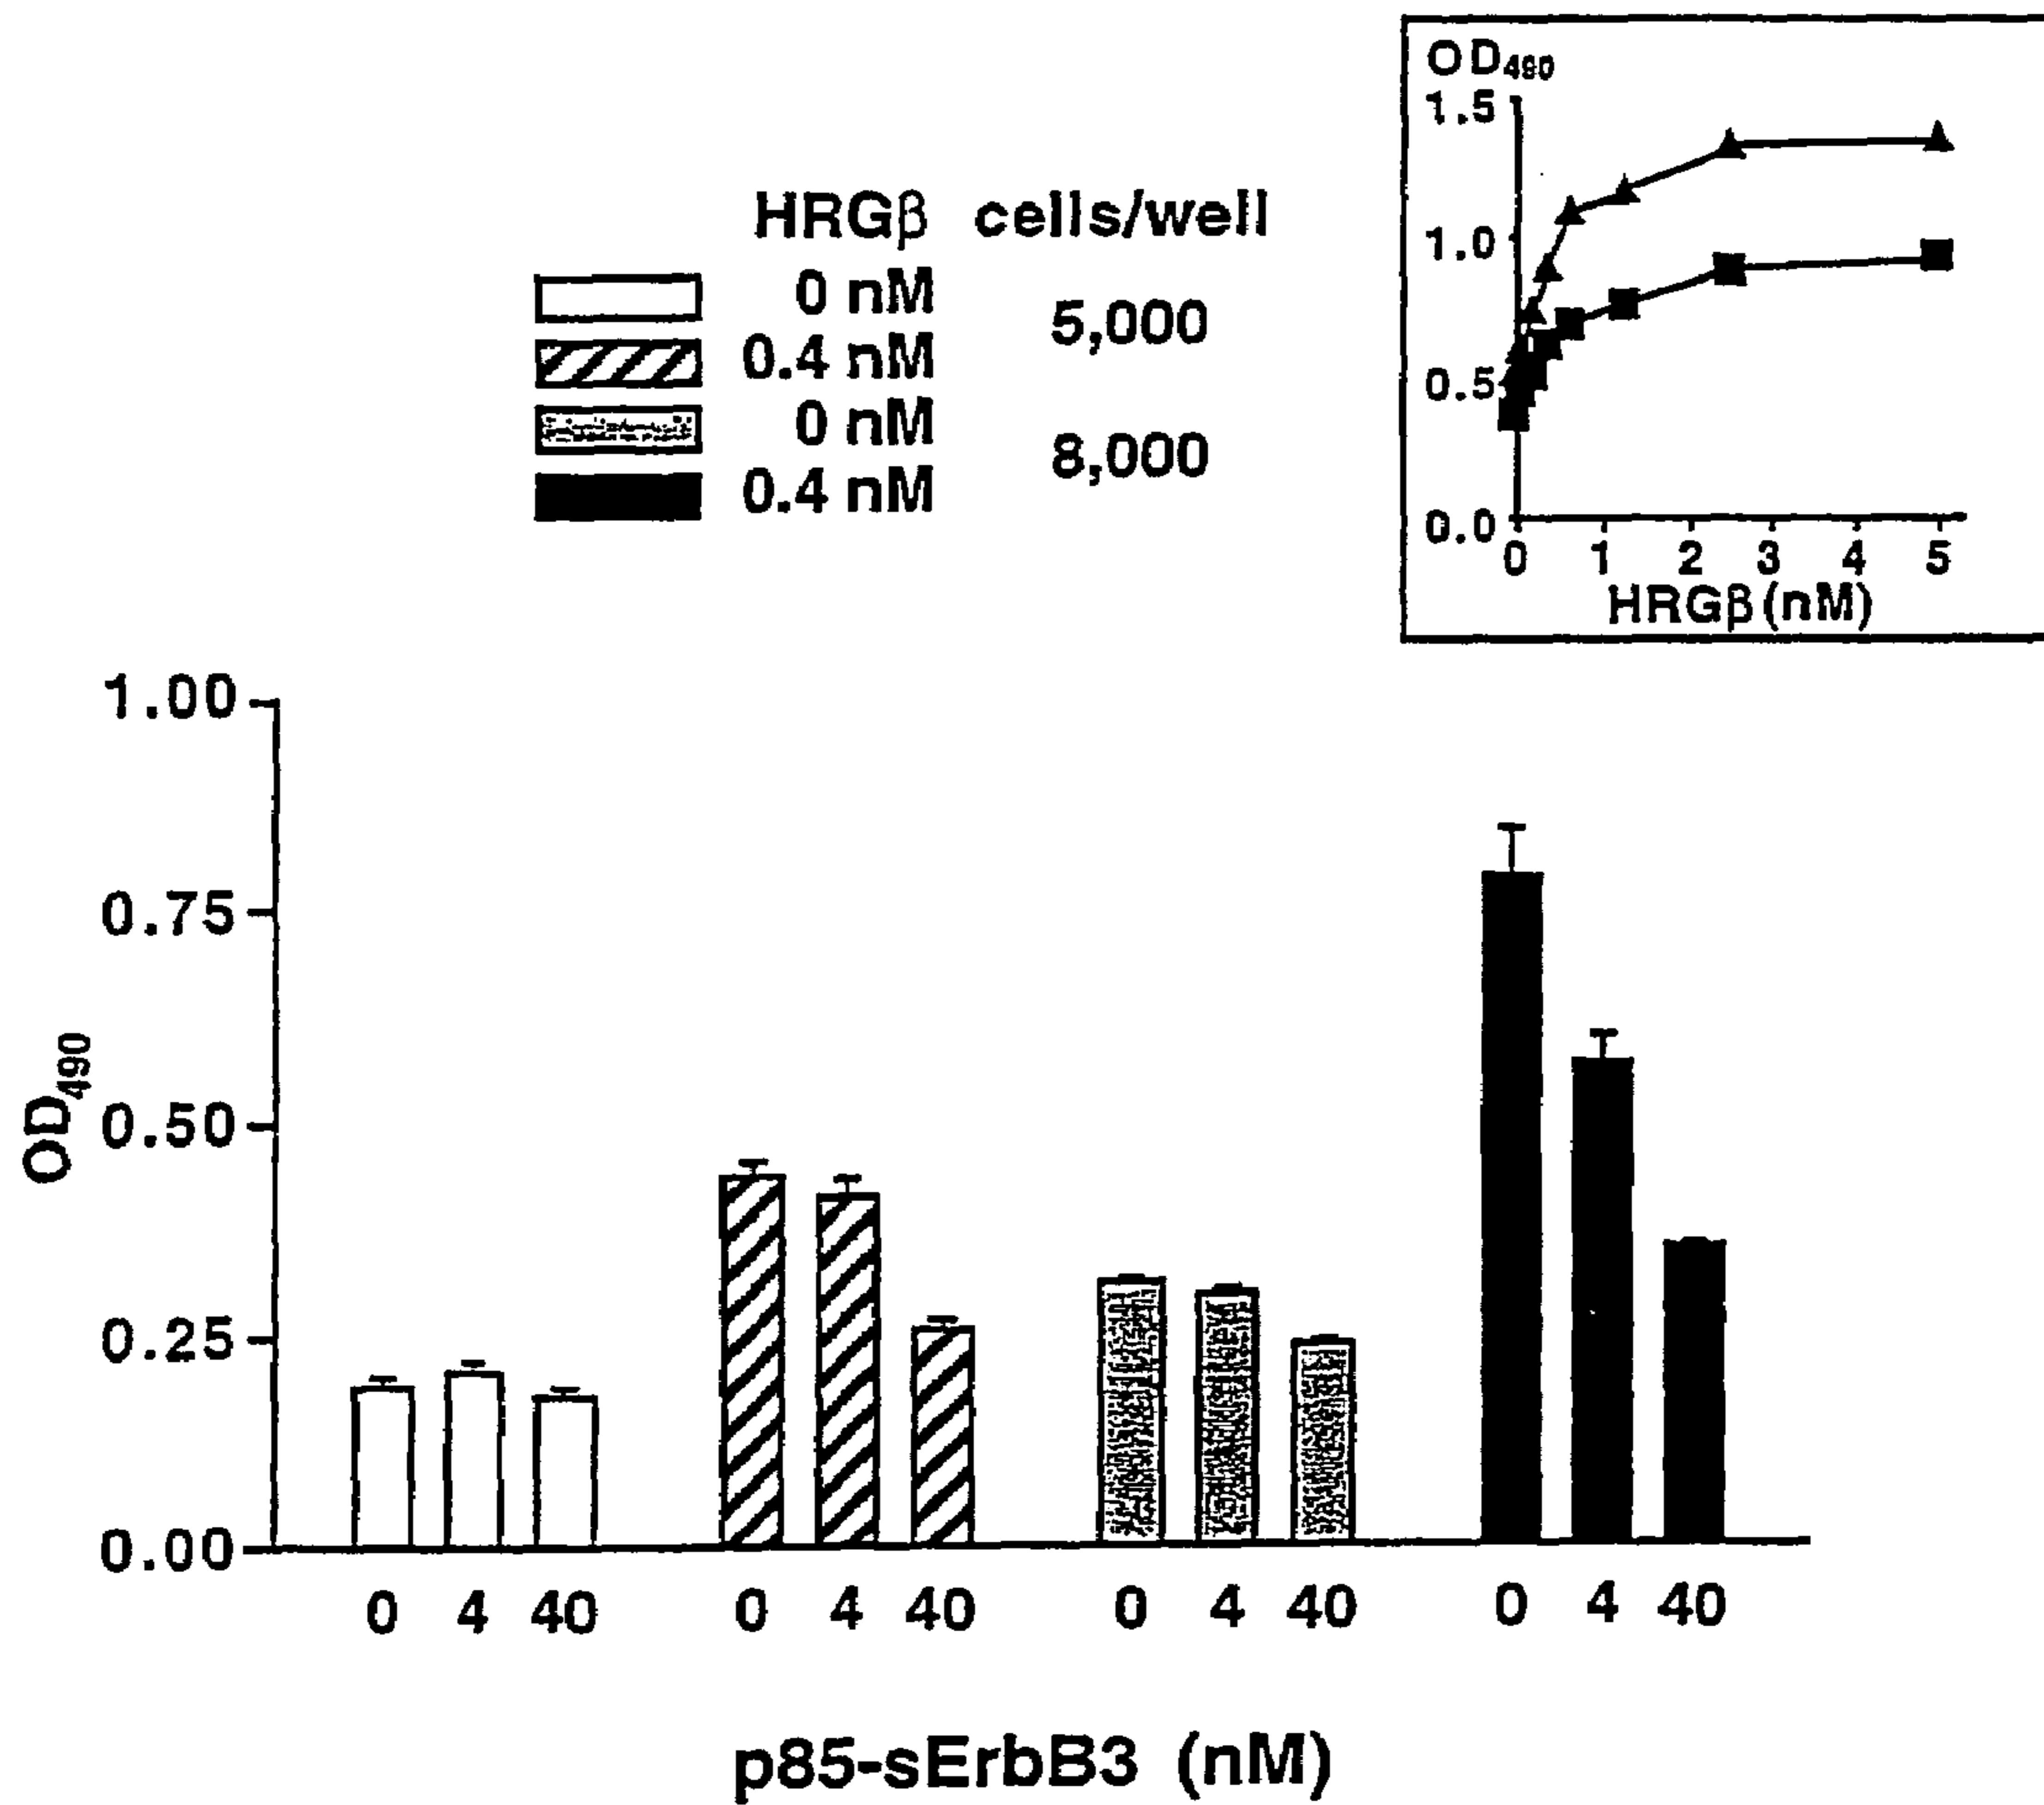 HRGβ cells/well
0 nM
5,000
0.4 nM
0 nM
8,000
0.4 nM
OD490
1.5
1.0
0.5
0.0
0 1 2 3 4 5
HRGβ (nM)
1.00
0.75
0.50
0.25
0.00
OD490
0 4 40 0 4 40 0 4 40 0 4 40
p85-sErbB3 (nM)